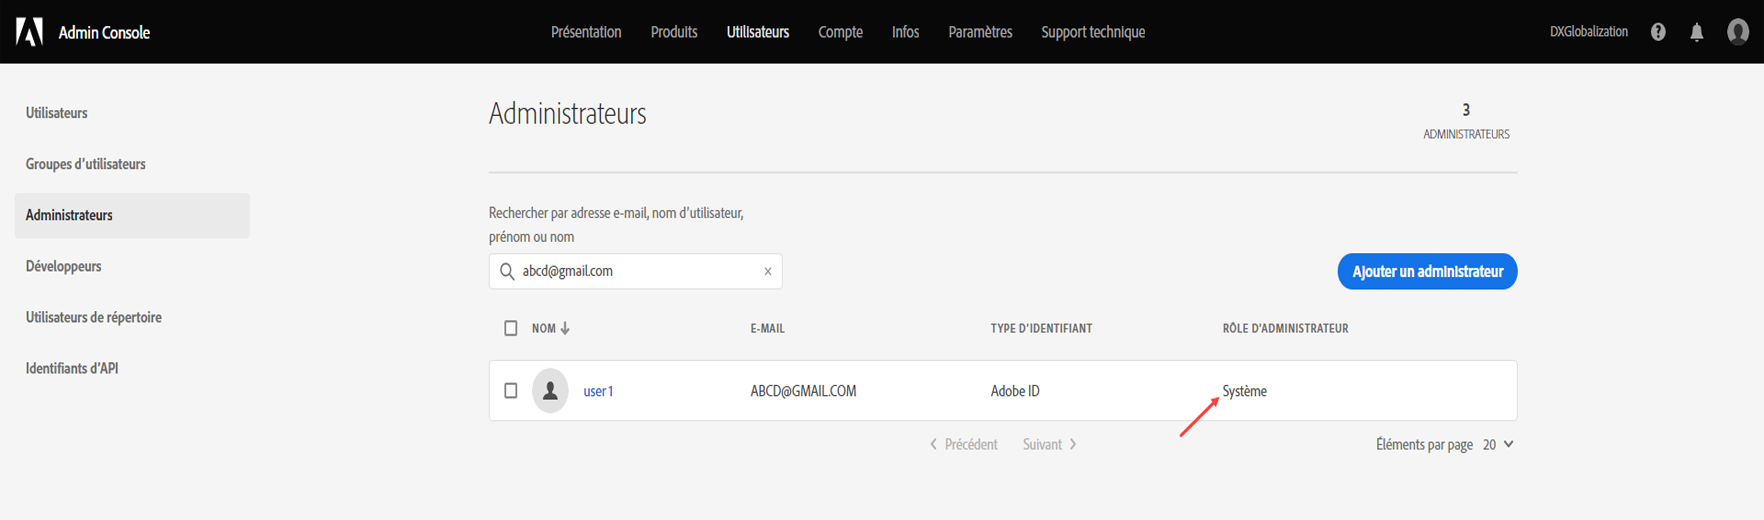 Admin Console
Présentation Produits Utilisateurs Compte Infos Paramètres Support technique
DXGlobalization
Utilisateurs
Groupes d'utilisateurs
Administrateurs
Développeurs
Utilisateurs de répertoire
Identifiants d'API
Administrateurs
3
ADMINISTRATEURS
Rechercher par adresse e-mail, nom d'utilisateur,
prénom ou nom
abcd@gmail.com
Ajouter un administrateur
NOM E-MAIL TYPE D'IDENTIFIANT RÔLE D'ADMINISTRATEUR
user1 ABCD@GMAIL.COM Adobe ID Système
Précédent Suivant Éléments par page 20